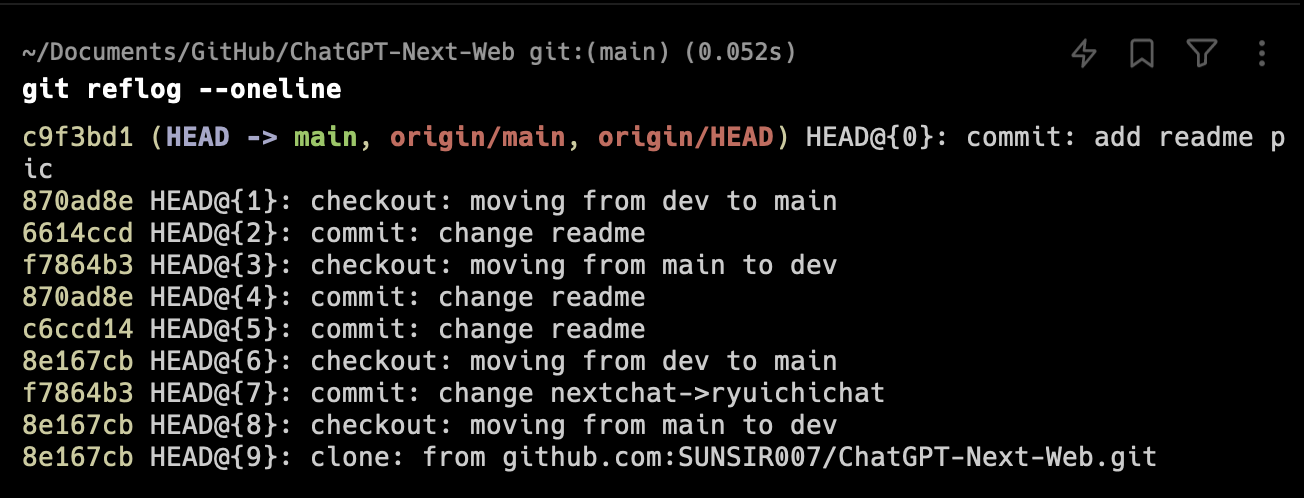 ~/Documents/GitHub/ChatGPT-Next-Web git:(main) (0.052s)
git reflog --oneline
c9f3bd1 (HEAD -> main, origin/main, origin/HEAD) HEAD@{0}: commit: add readme p
ic
870ad8e HEAD@{1}: checkout: moving from dev to main
6614ccd HEAD@{2}: commit: change readme
f7864b3 HEAD@{3}: checkout: moving from main to dev
870ad8e HEAD@{4}: commit: change readme
c6ccd14 HEAD@{5}: commit: change readme
8e167cb HEAD@{6}: checkout: moving from dev to main
f7864b3 HEAD@{7}: commit: change nextchat->ryuichichat
8e167cb HEAD@{8}: checkout: moving from main to dev
8e167cb HEAD@{9}: clone: from github.com:SUNSIR007/ChatGPT-Next-Web.git